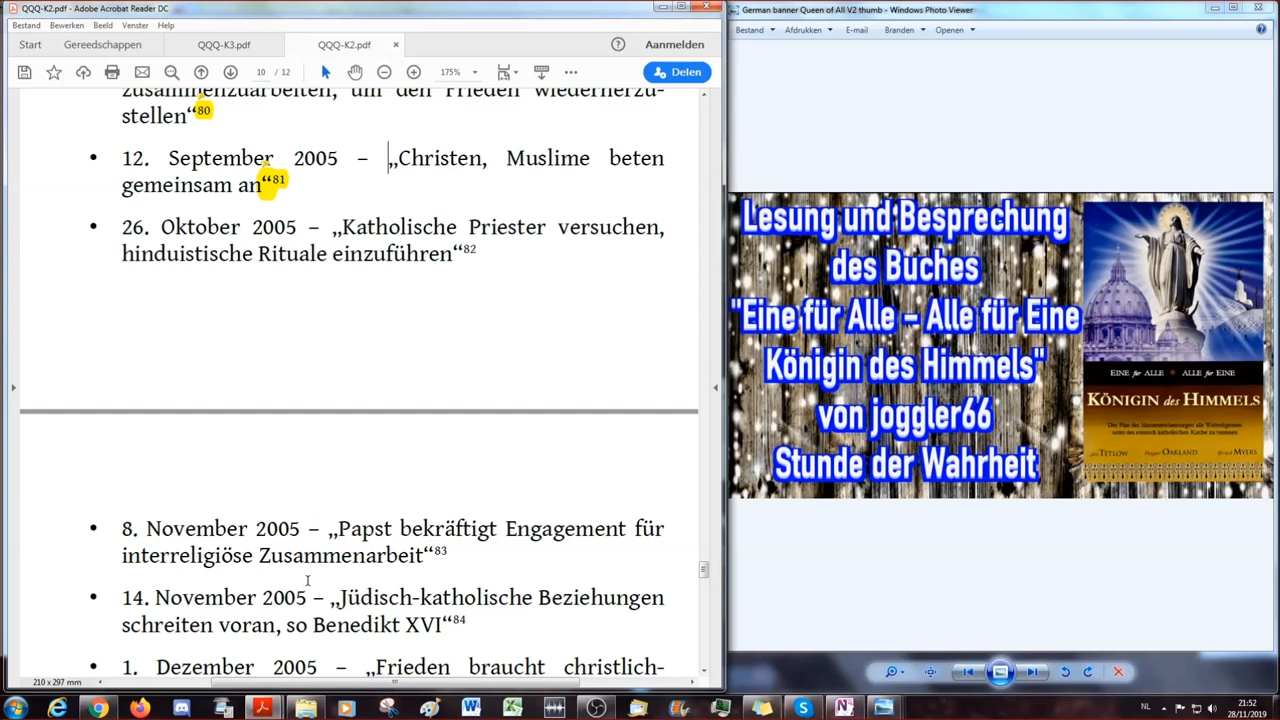 QQQ-K2.pdf - Adobe Acrobat Reader DC
Bestand Bewerken Beeld Venster Help
Start Gereedschappen QQQ-K3.pdf QQQ-K2.pdf × Aanmelden
10 / 12 175% Delen
zusammenzuarbeiten, um den Frieden wiederherzu-
stellen“80
• 12. September 2005 – „Christen, Muslime beten
gemeinsam an“81
• 26. Oktober 2005 – „Katholische Priester versuchen,
hinduistische Rituale einzuführen“82
• 8. November 2005 – „Papst bekräftigt Engagement für
interreligiöse Zusammenarbeit“83
• 14. November 2005 – „Jüdisch-katholische Beziehungen
schreiten voran, so Benedikt XVI“84
• 1. Dezember 2005 – „Frieden braucht christlich-
210 x 297 mm
German banner Queen of All V2 thumb - Windows Photo Viewer
Bestand Afdrukken E-mail Branden Openen
Lesung und Besprechung
des Buches
"Eine für Alle – Alle für Eine
Königin des Himmels"
von joggler66
Stunde der Wahrheit
EINE für ALLE • ALLE für EINE
KÖNIGIN des HIMMELS
TETLOW OAKLAND MYERS
NL 21:52
28/11/2019